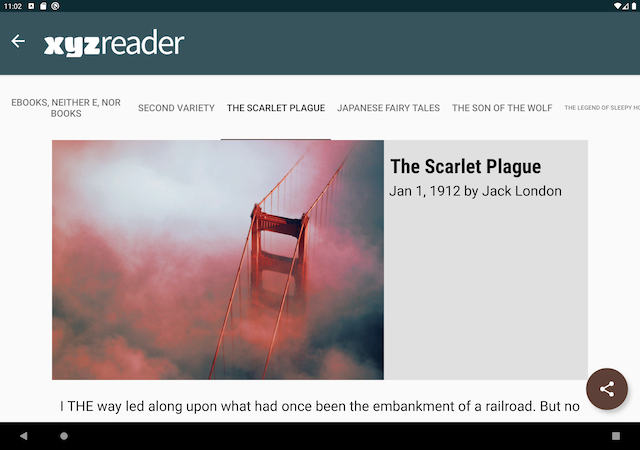 11:02
xyzreader
EBOOKS, NEITHER E, NOR
BOOKS
SECOND VARIETY
THE SCARLET PLAGUE
JAPANESE FAIRY TALES
THE SON OF THE WOLF
THE LEGEND OF SLEEPY HO
The Scarlet Plague
Jan 1, 1912 by Jack London
I THE way led along upon what had once been the embankment of a railroad. But no